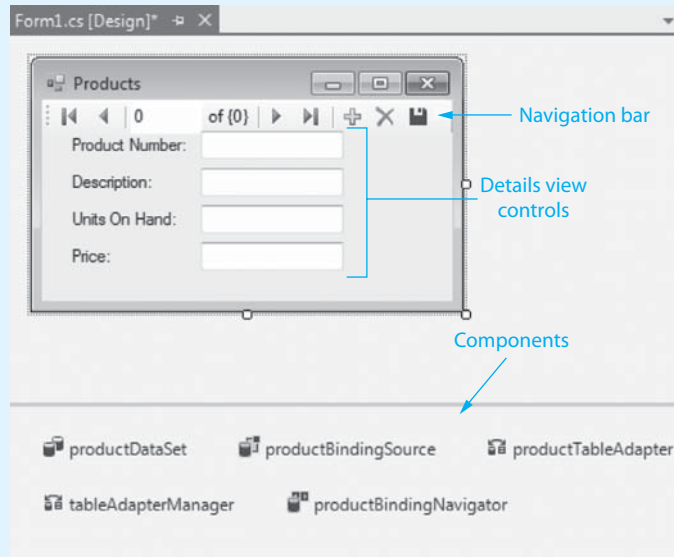 Form1.cs [Design]*
Products
0 of {0}
Navigation bar
Product Number:
Description:
Details view
controls
Units On Hand:
Price:
Components
productDataSet productBindingSource productTableAdapter
tableAdapterManager productBindingNavigator